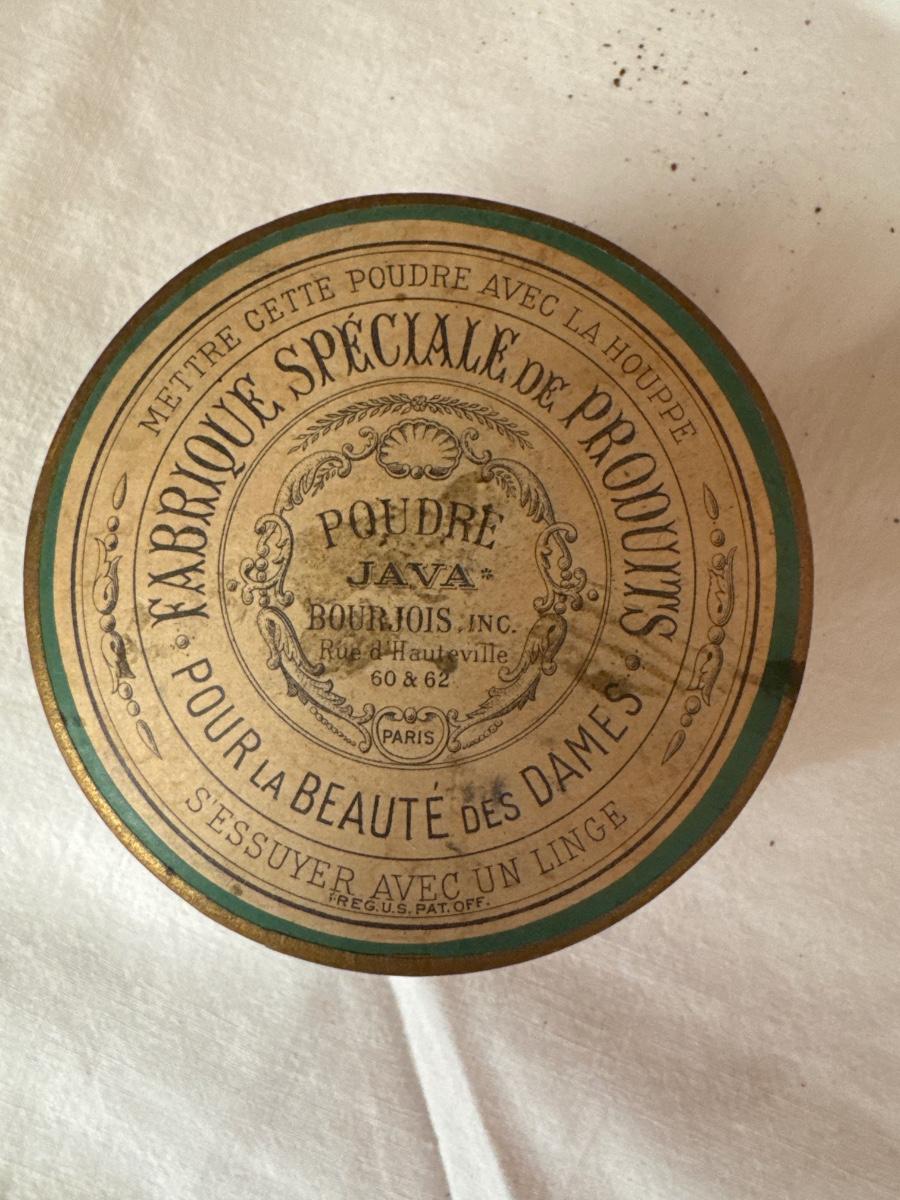 METTRE CETTE POUDRE AVEC LA HOUPPE
FABRIQUE SPÉCIALE DE PRODUITS
POUDRE
JAVA*
BOURJOIS, INC.
Rue d'Hauteville
60 & 62
PARIS
POUR LA BEAUTÉ DES DAMES
S'ESSUYER AVEC UN LINGE
*REG. U.S. PAT. OFF.